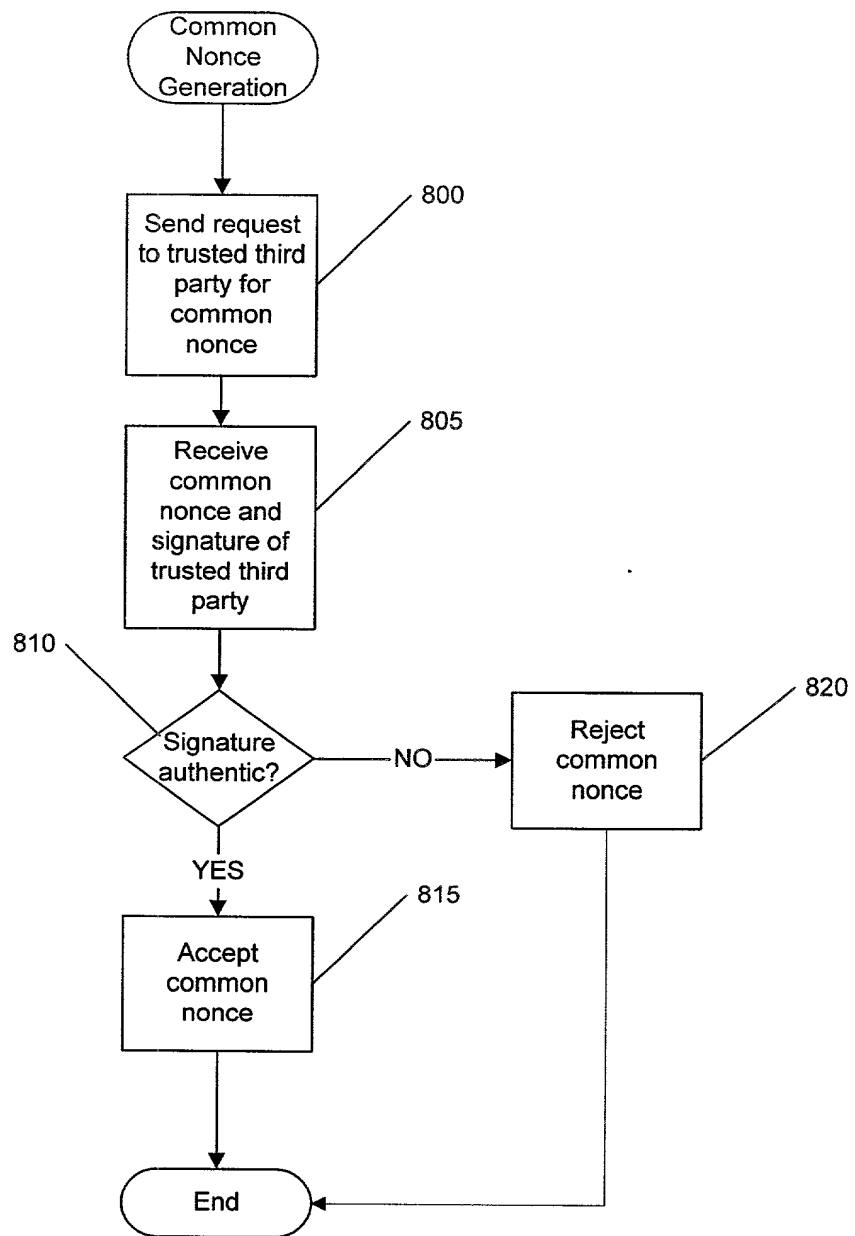 Common
Nonce
Generation
800
Send request
to trusted third
party for
common
nonce
805
Receive
common
nonce and
signature of
trusted third
party
810
Signature
authentic?
NO
820
Reject
common
nonce
YES
815
Accept
common
nonce
End